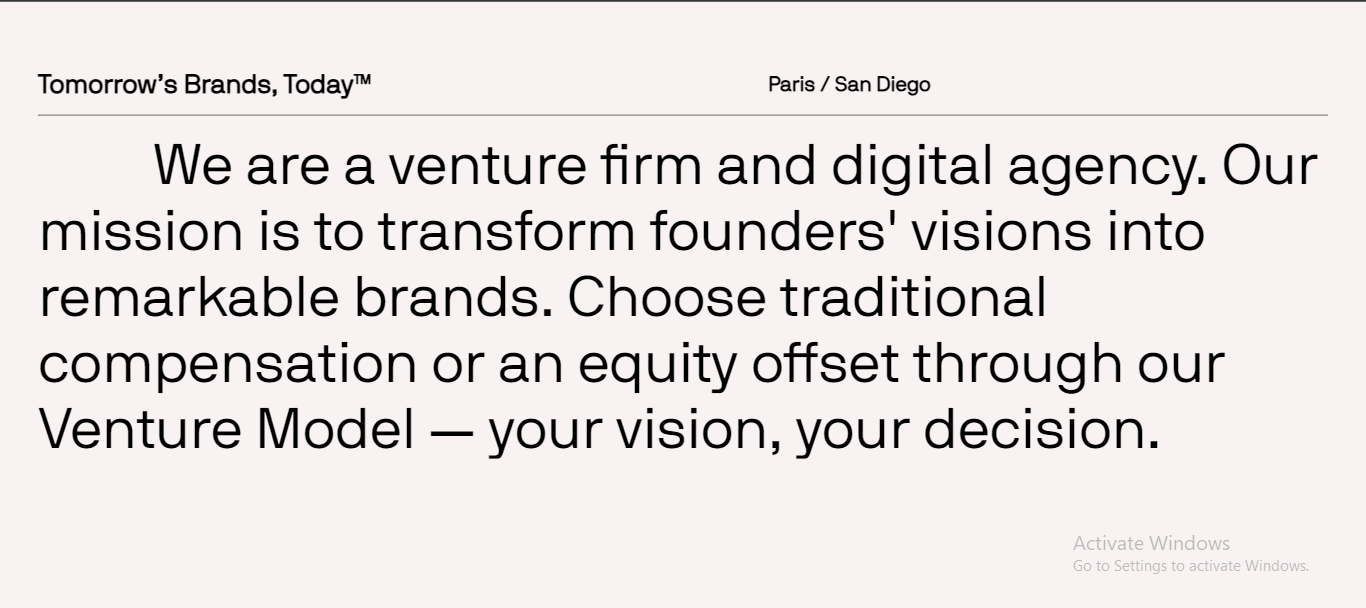 Tomorrow’s Brands, Today™
Paris / San Diego
We are a venture firm and digital agency. Our
mission is to transform founders' visions into
remarkable brands. Choose traditional
compensation or an equity offset through our
Venture Model — your vision, your decision.
Activate Windows
Go to Settings to activate Windows.